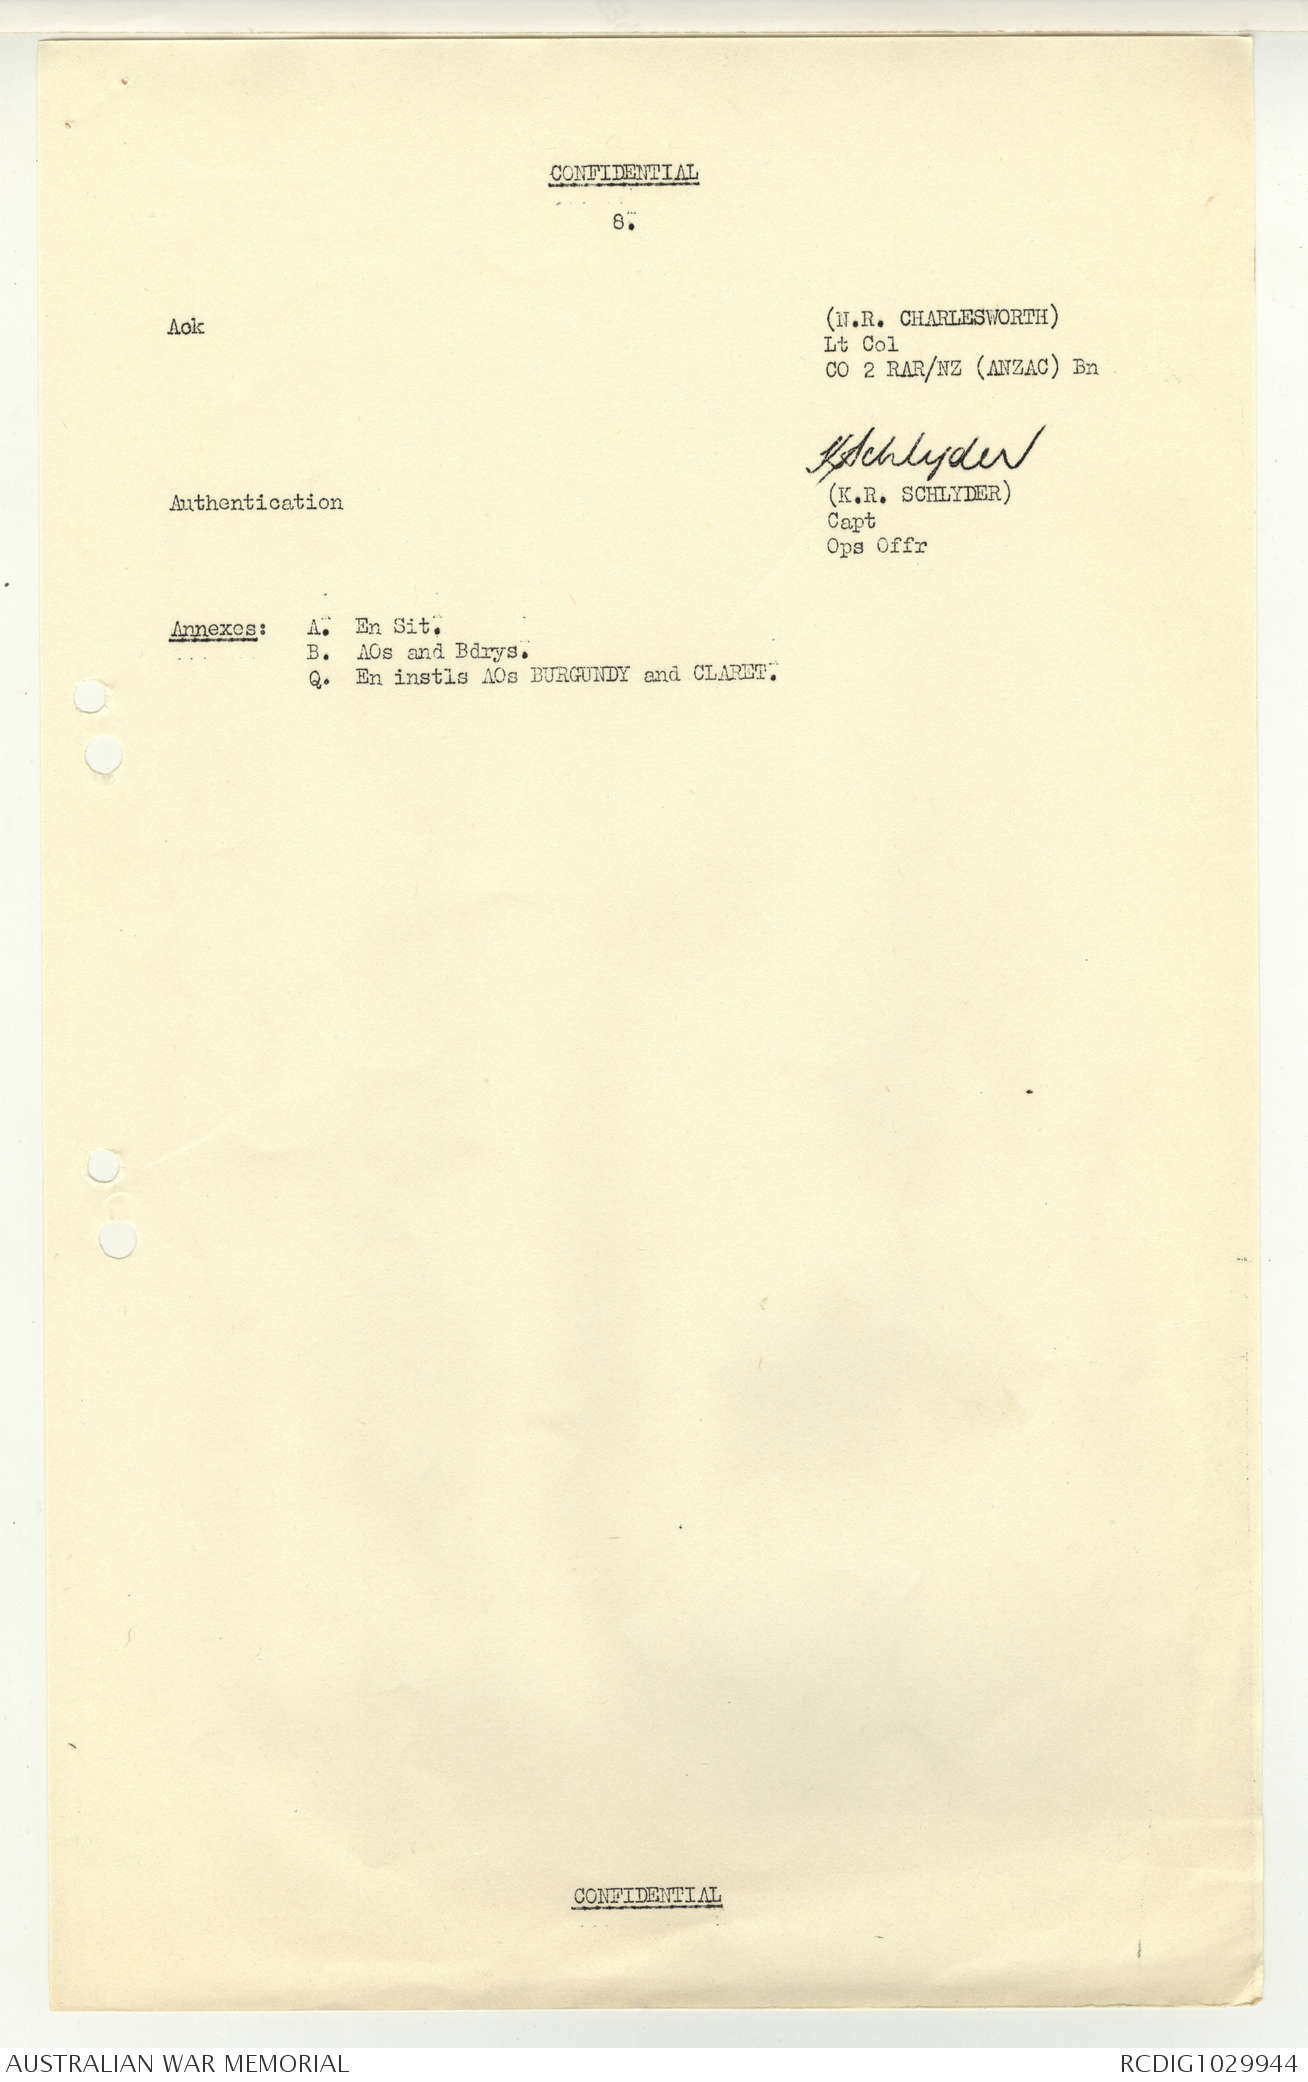 CONFIDENTIAL
8.
Ack
(N.R. CHARLESWORTH)
Lt Col
CO 2 RAR/NZ (ANZAC) Bn
KSchlyder
Authentication
(K.R. SCHLYDER)
Capt
Ops Offr
Annexes: A. En Sit.
B. AOs and Bdrys.
Q. En instls AOs BURGUNDY and CLARET.
CONFIDENTIAL
AUSTRALIAN WAR MEMORIAL
RCDIG1029944